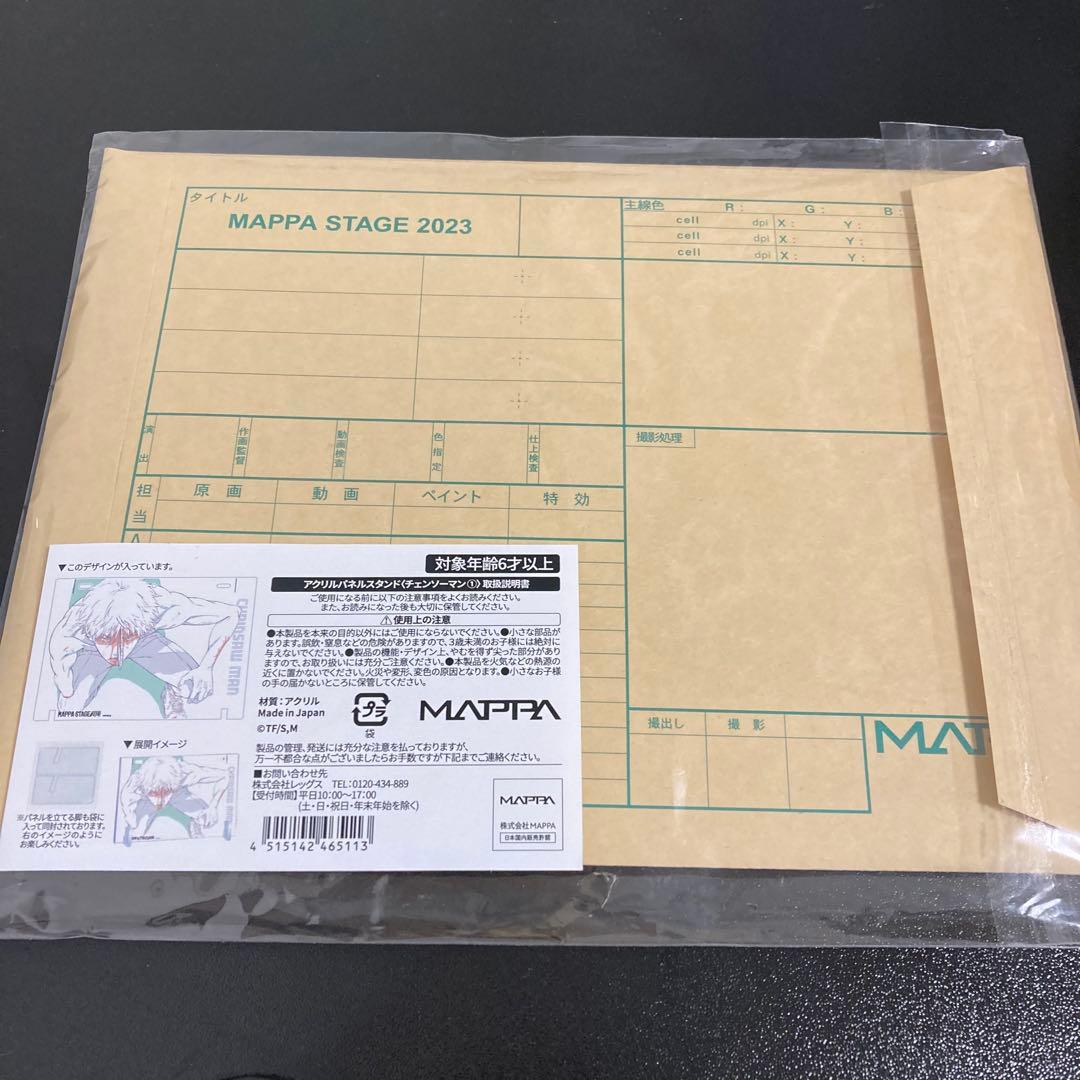 タイトル
MAPPA STAGE 2023
主線色 R: G: B:
cell dpi X: Y:
cell dpi X: Y:
cell dpi X: Y:
演出
作画監督
動画検査
色指定
仕上検査
撮影処理
担当
原画 動画 ペイント 特効
A
撮出し 撮影
▼このデザインが入っています。
CHAINSAW MAN
対象年齢6才以上
アクリルパネルスタンド〈チェンソーマン①〉取扱説明書
ご使用になる前に以下の注意事項をよくお読みください。
また、お読みになった後も大切に保管してください。
⚠使用上の注意
●本製品を本来の目的以外にはご使用にならないでください。●小さな部品が
あります。誤飲・窒息などの危険がありますので、3歳未満のお子様には絶対に
与えないでください。●製品の機能・デザイン上、やむを得ず尖った部分があり
ますので、お取り扱いには充分ご注意ください。●本製品を火気などの熱源の
近くに置かないでください。火災や変形、変色の原因となります。●小さなお子様
の手の届かないところに保管してください。
材質：アクリル
Made in Japan
©TF/S,M
プラ
袋
MAPPA
▼展開イメージ
※パネルを立てる脚も袋に
入って同封されております。
右のイメージのように
お楽しみください。
製品の管理、発送には充分な注意を払っておりますが、
万一不都合な点がございましたらお手数ですが下記までご連絡ください。
■お問い合わせ先
株式会社レッグス TEL:0120-434-889
【受付時間】平日10:00～17:00
(土・日・祝日・年末年始を除く)
4 515142 465113
MAPPA
株式会社MAPPA
日本国内販売許諾